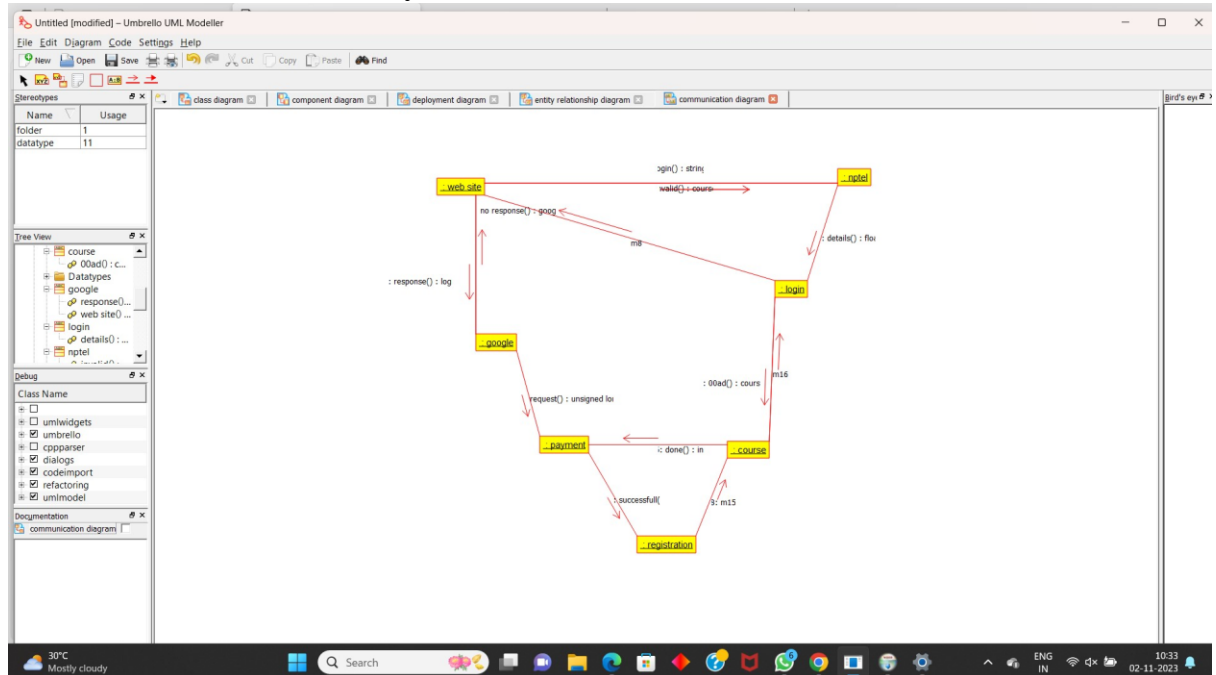 Untitled [modified] – Umbrello UML Modeller
File Edit Diagram Code Settings Help
New Open Save Cut Copy Paste Find
Stereotypes
class diagram
component diagram
deployment diagram
entity relationship diagram
communication diagram
Bird's eye
Name Usage
folder 1
datatype 11
Tree View
course
00ad() : c...
Datatypes
google
response()...
web site() ...
login
details() : ...
nptel
Debug
Class Name
umlwidgets
umbrello
cppparser
dialogs
codeimport
refactoring
umlmodel
Documentation
communication diagram
ogin() : string
: nptel
: web site
valid() : cours
no response() : goog
m8
: details() : floa
: response() : log
: login
: google
m16
: 00ad() : cours
request() : unsigned lo
: payment
: done() : in
: course
: successfull(
3: m15
: registration
30°C
Mostly cloudy
Search
6
ENG
IN
10:33
02-11-2023